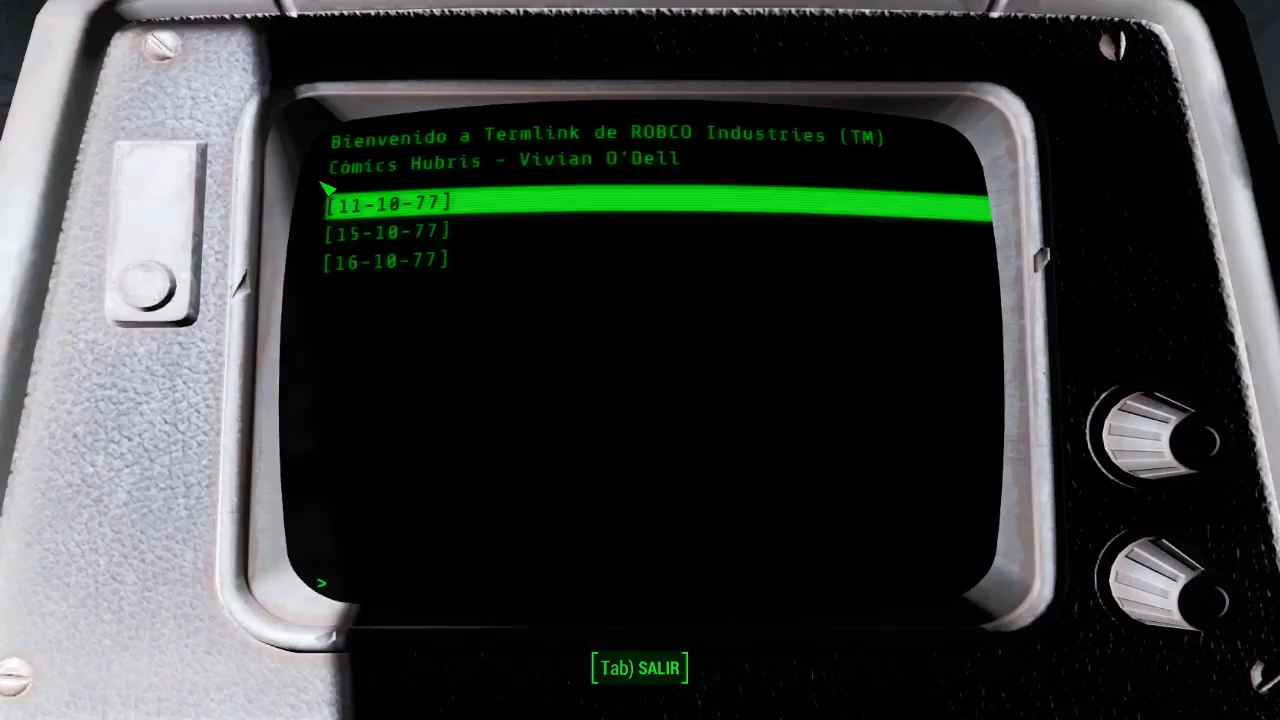 Bienvenido a Termlink de ROBCO Industries (TM)
Cómics Hubris - Vivian O'Dell
[11-10-77]
[15-10-77]
[16-10-77]
>
[Tab) SALIR]